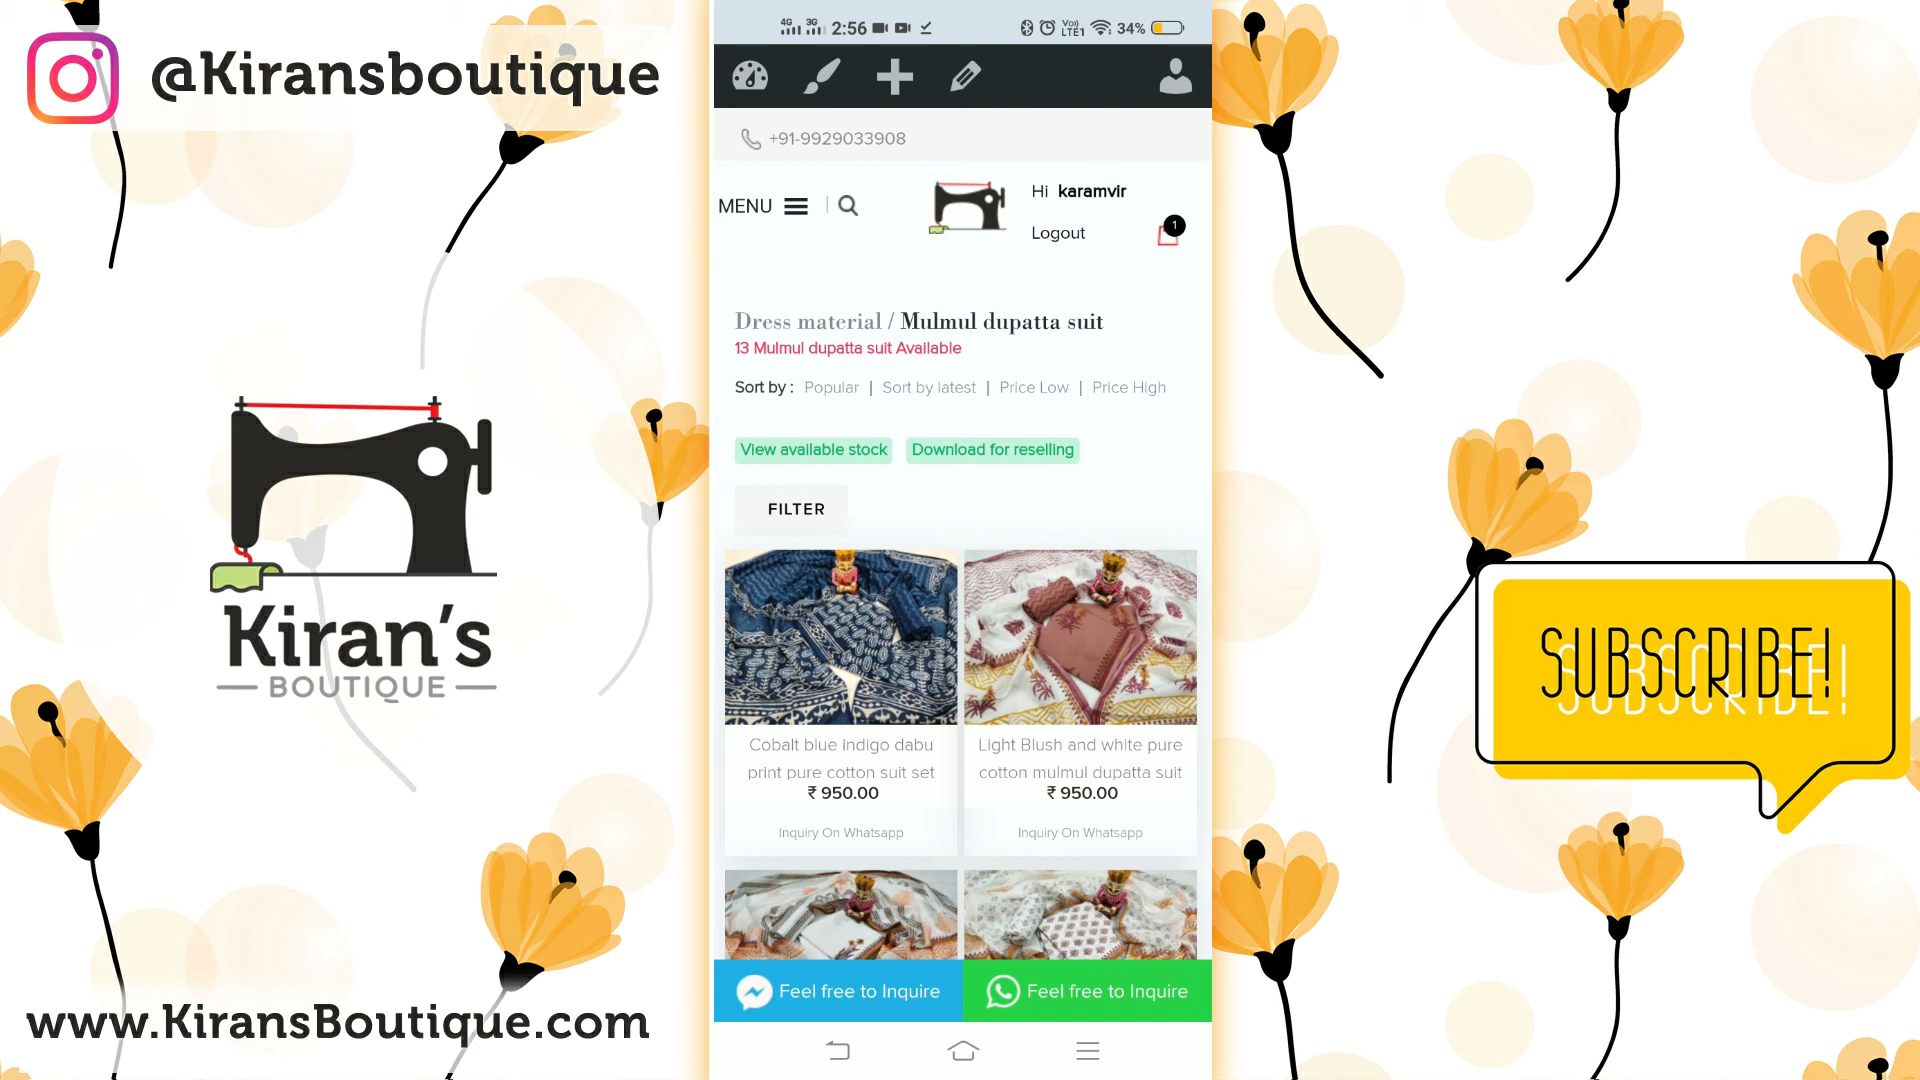 @Kiransboutique
Kiran's
BOUTIQUE
www.KiransBoutique.com
4G 3G 2:56 Vo)) LTE1 34%
+91-9929033908
MENU | Hi karamvir
Logout 1
Dress material / Mulmul dupatta suit
13 Mulmul dupatta suit Available
Sort by : Popular | Sort by latest | Price Low | Price High
View available stock Download for reselling
FILTER
Cobalt blue indigo dabu
print pure cotton suit set
₹ 950.00
Inquiry On Whatsapp
Light Blush and white pure
cotton mulmul dupatta suit
₹ 950.00
Inquiry On Whatsapp
Feel free to Inquire Feel free to Inquire
SUBSCRIBE!